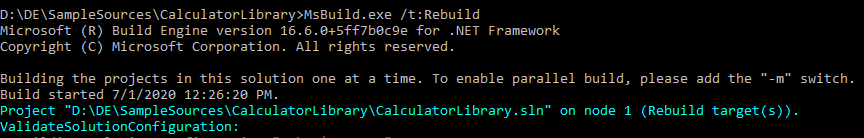 D:\DE\SampleSources\CalculatorLibrary>MsBuild.exe /t:Rebuild
Microsoft (R) Build Engine version 16.6.0+5ff7b0c9e for .NET Framework
Copyright (C) Microsoft Corporation. All rights reserved.
Building the projects in this solution one at a time. To enable parallel build, please add the "-m" switch.
Build started 7/1/2020 12:26:20 PM.
Project "D:\DE\SampleSources\CalculatorLibrary\CalculatorLibrary.sln" on node 1 (Rebuild target(s)).
ValidateSolutionConfiguration: